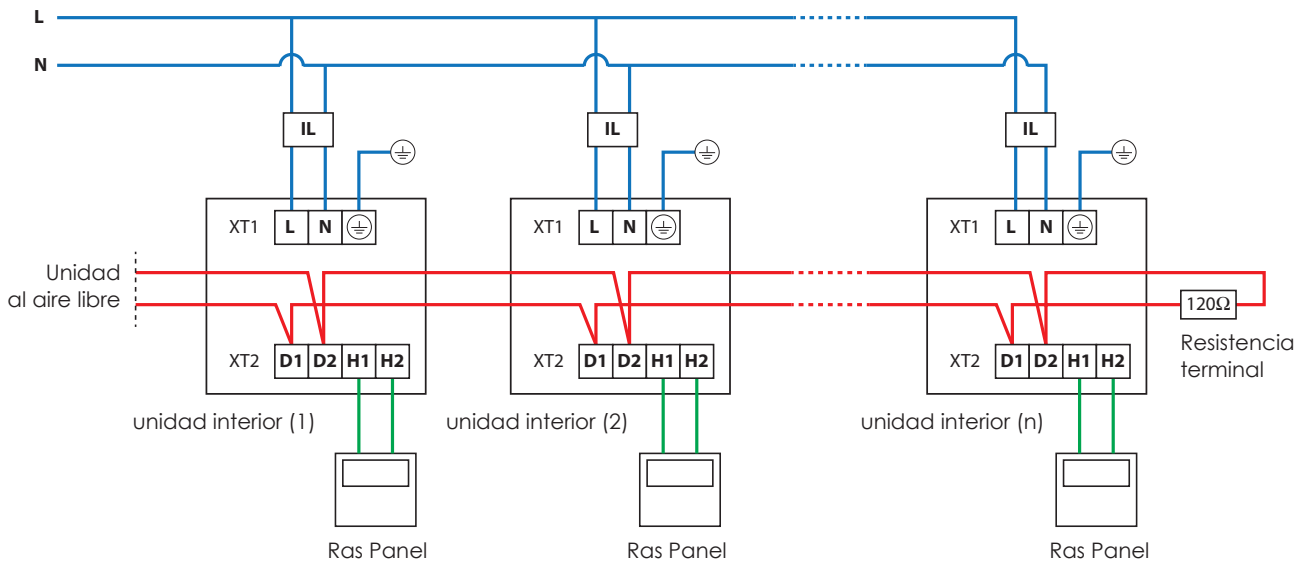 L
N
IL IL IL
XT1 L N XT1 L N XT1 L N
Unidad
al aire libre
120Ω
Resistencia
terminal
XT2 D1 D2 H1 H2 XT2 D1 D2 H1 H2 XT2 D1 D2 H1 H2
unidad interior (1) unidad interior (2) unidad interior (n)
Ras Panel Ras Panel Ras Panel